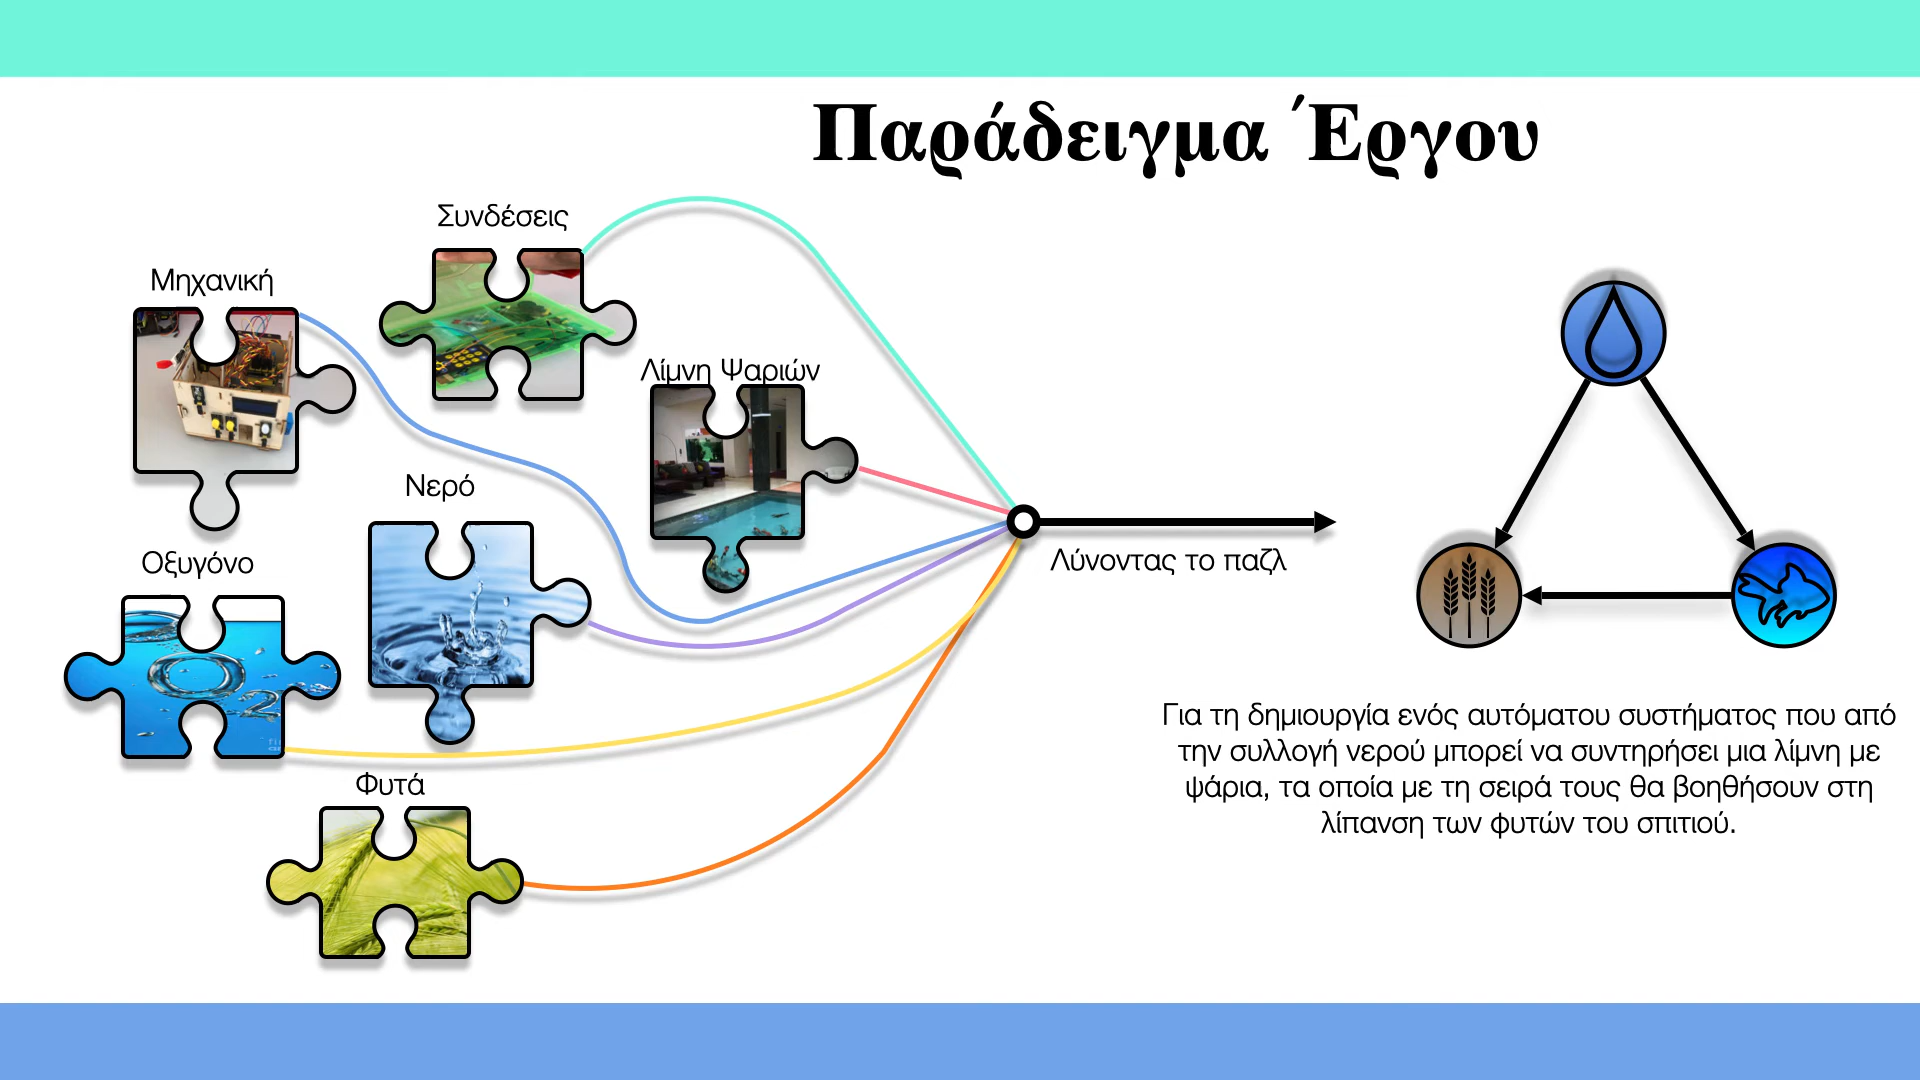 Παράδειγμα Έργου
Συνδέσεις
Μηχανική
Λίμνη Ψαριών
Νερό
Οξυγόνο
O2
Φυτά
Λύνοντας το παζλ
Για τη δημιουργία ενός αυτόματου συστήματος που από
την συλλογή νερού μπορεί να συντηρήσει μια λίμνη με
ψάρια, τα οποία με τη σειρά τους θα βοηθήσουν στη
λίπανση των φυτών του σπιτιού.